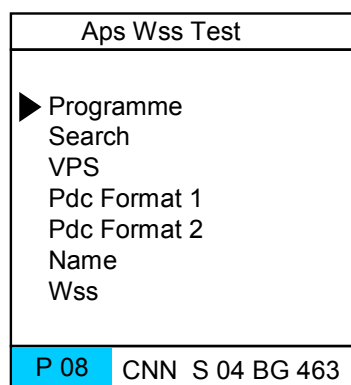 Aps Wss Test
Programme
Search
VPS
Pdc Format 1
Pdc Format 2
Name
Wss
P 08 CNN S 04 BG 463